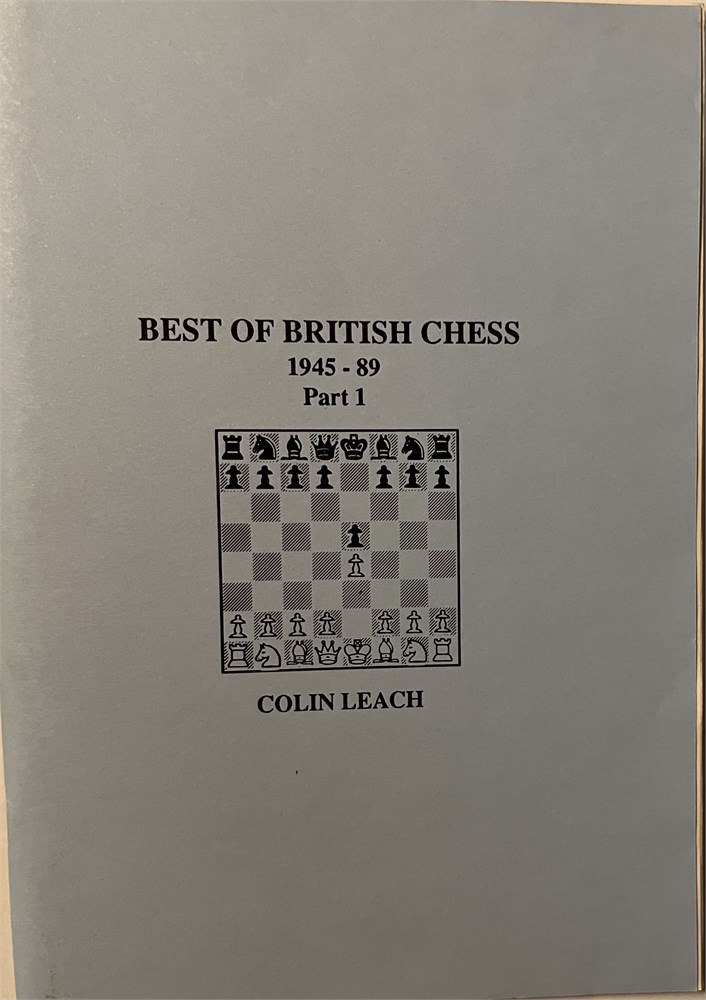 BEST OF BRITISH CHESS
1945 - 89
Part 1
COLIN LEACH